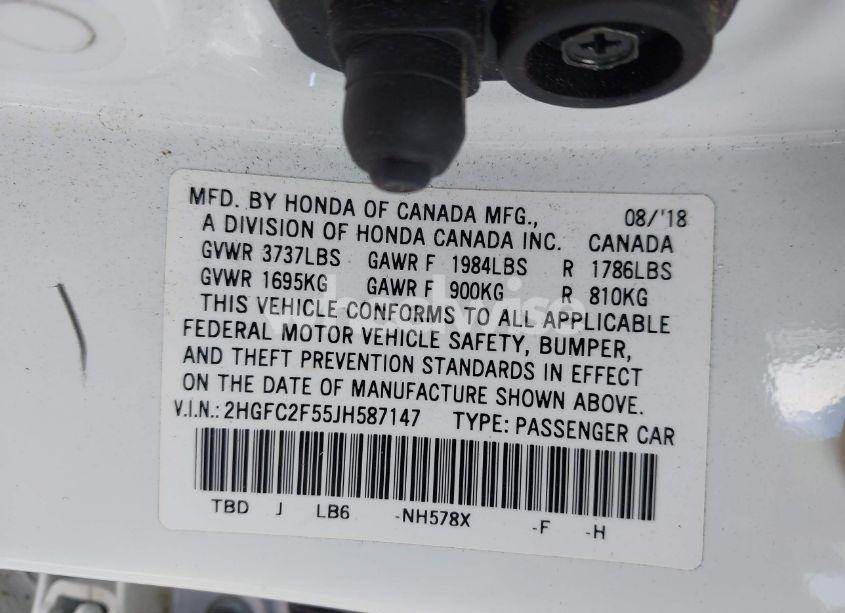 MFD. BY HONDA OF CANADA MFG., 08/'18
A DIVISION OF HONDA CANADA INC. CANADA
GVWR 3737LBS GAWR F 1984LBS R 1786LBS
GVWR 1695KG GAWR F 900KG R 810KG
THIS VEHICLE CONFORMS TO ALL APPLICABLE
FEDERAL MOTOR VEHICLE SAFETY, BUMPER,
AND THEFT PREVENTION STANDARDS IN EFFECT
ON THE DATE OF MANUFACTURE SHOWN ABOVE.
V.I.N.:2HGFC2F55JH587147 TYPE: PASSENGER CAR
TBD J LB6 -NH578X -F -H